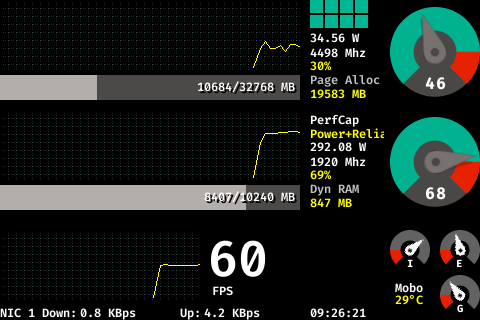 34.56 W
4498 Mhz
30%
10684/32768 MB
Page Alloc
19583 MB
46
PerfCap
Power+Relia
292.08 W
1920 Mhz
69%
8407/10240 MB
Dyn RAM
847 MB
68
60
FPS
I
E
Mobo
29°C
G
NIC 1 Down: 0.8 KBps Up: 4.2 KBps 09:26:21